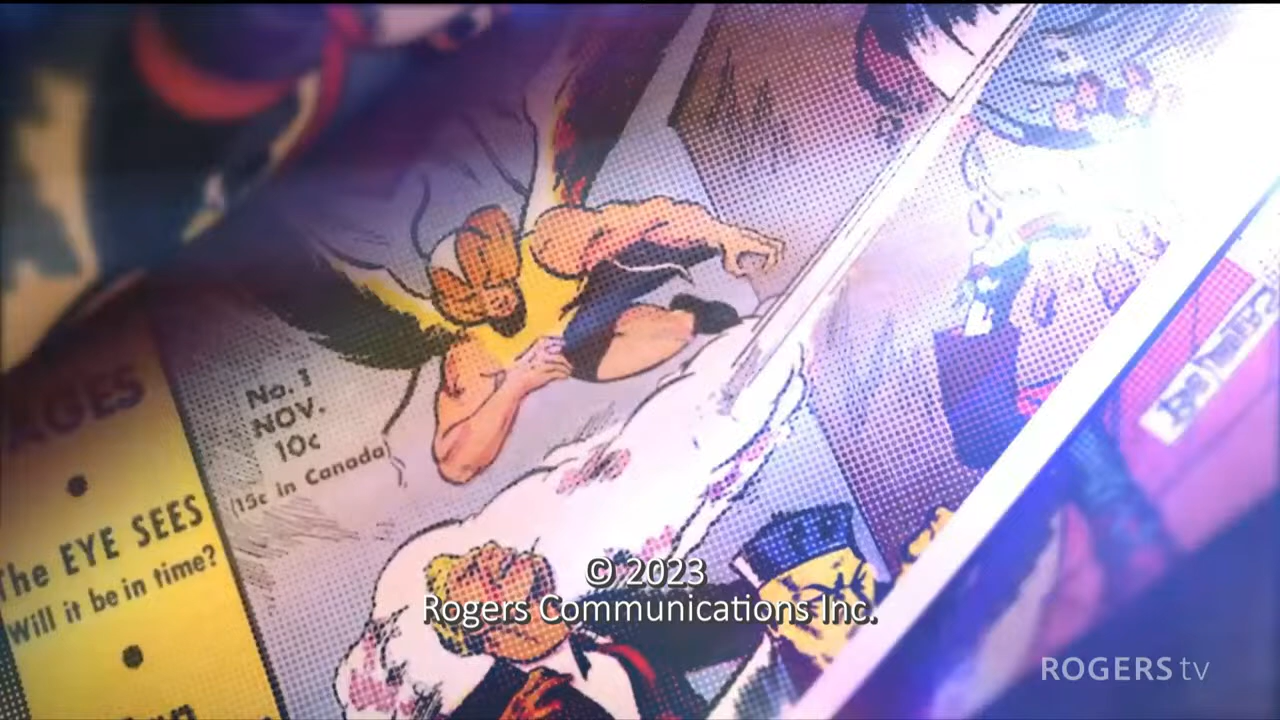 AGES
The EYE SEES
Will it be in time?
No. 1
NOV.
10¢
(15¢ in Canada)
© 2023
Rogers Communications Inc.
ROGERS tv